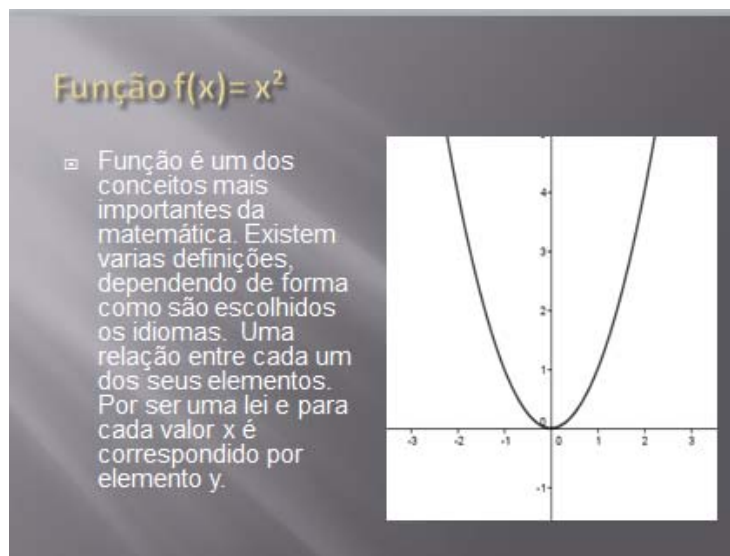 Função f(x)= x²
Função é um dos
conceitos mais
importantes da
matemática. Existem
varias definições,
dependendo de forma
como são escolhidos
os idiomas. Uma
relação entre cada um
dos seus elementos.
Por ser uma lei e para
cada valor x é
correspondido por
elemento y.
4
3
2
1
0
-3 -2 -1 0 1 2 3
-1